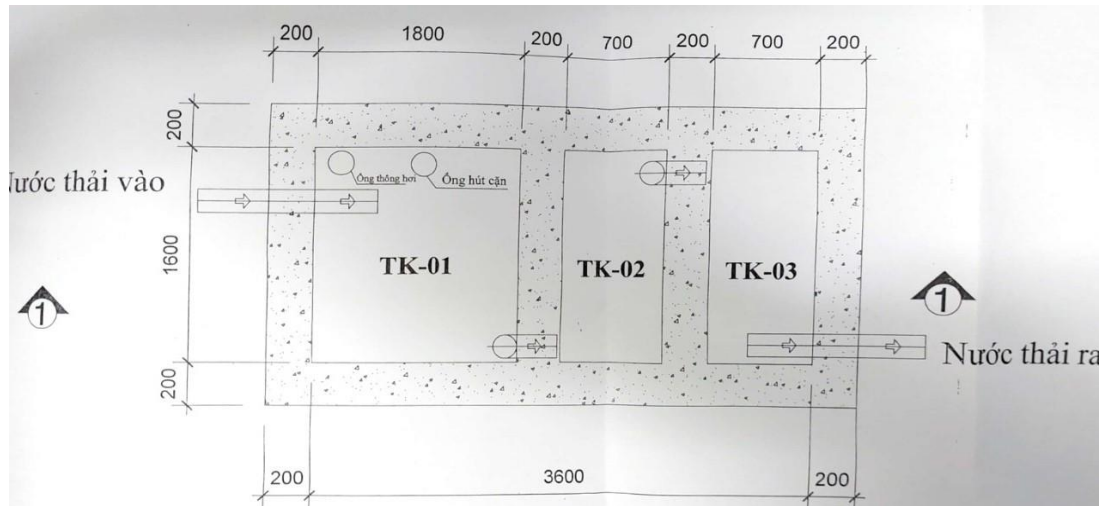 200 1800 200 700 200 700 200
200
Nước thải vào
Ống thông hơi
Ống hút cặn
1600
TK-01
TK-02
TK-03
1
1
Nước thải ra
200
200 3600 200